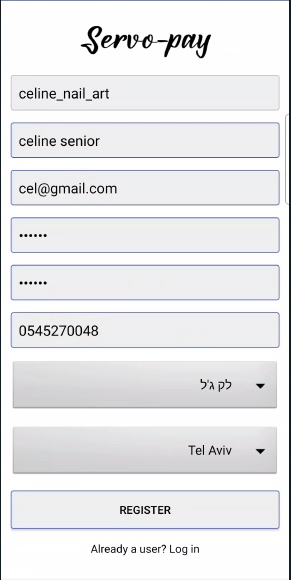 Servo-pay
celine_nail_art
celine senior
cel@gmail.com
••••••
••••••
0545270048
לק ג'ל
Tel Aviv
REGISTER
Already a user? Log in